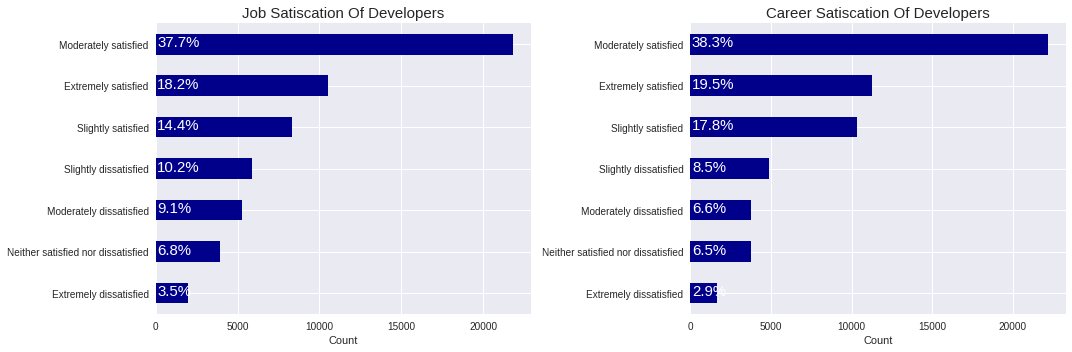 Job Satiscation Of Developers
Moderately satisfied 37.7%
Extremely satisfied 18.2%
Slightly satisfied 14.4%
Slightly dissatisfied 10.2%
Moderately dissatisfied 9.1%
Neither satisfied nor dissatisfied 6.8%
Extremely dissatisfied 3.5%
0 5000 10000 15000 20000
Count
Career Satiscation Of Developers
Moderately satisfied 38.3%
Extremely satisfied 19.5%
Slightly satisfied 17.8%
Slightly dissatisfied 8.5%
Moderately dissatisfied 6.6%
Neither satisfied nor dissatisfied 6.5%
Extremely dissatisfied 2.9%
0 5000 10000 15000 20000
Count